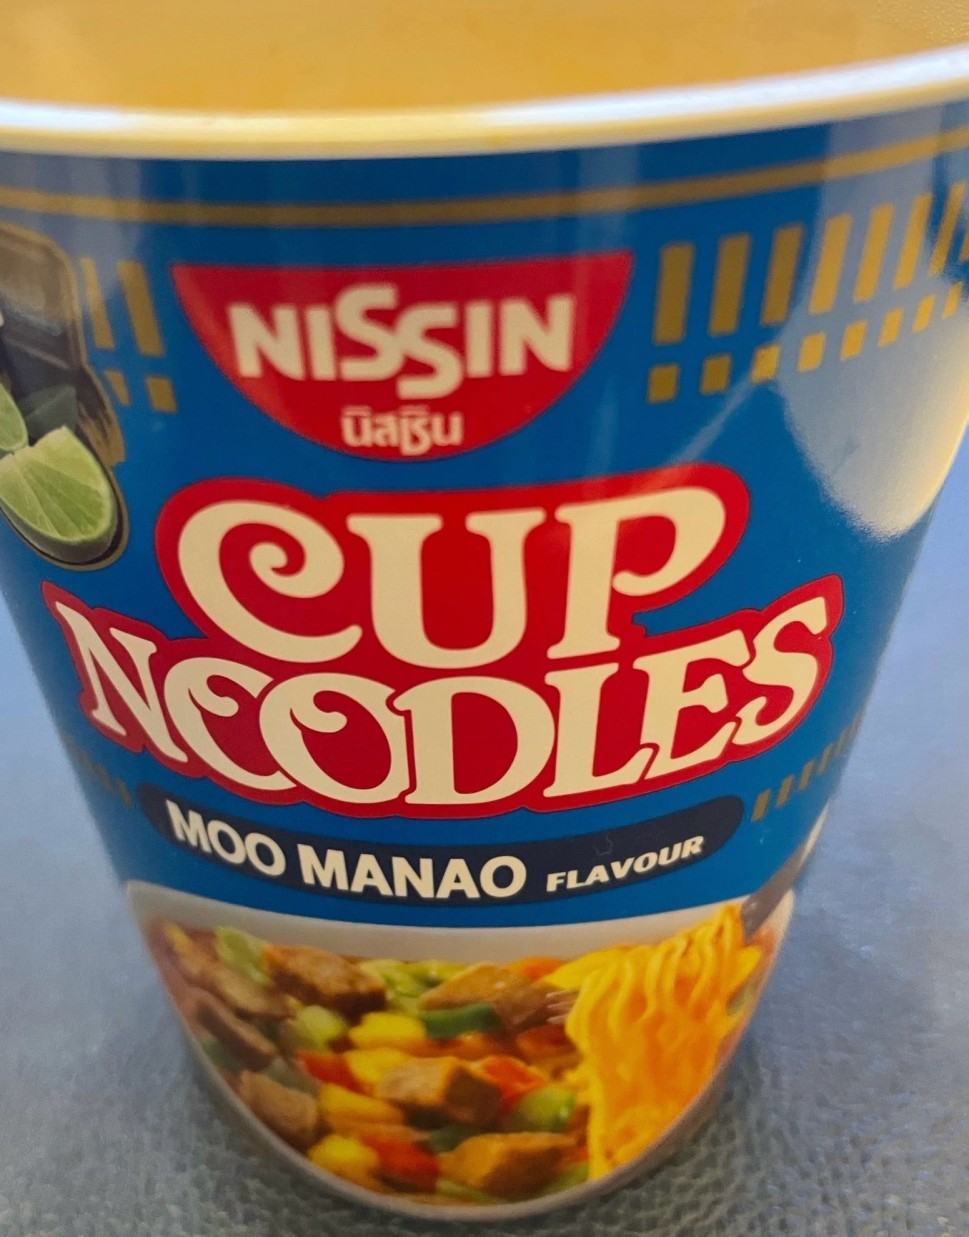 NISSIN
นิสชิน
CUP
NOODLES
MOO MANAO FLAVOUR